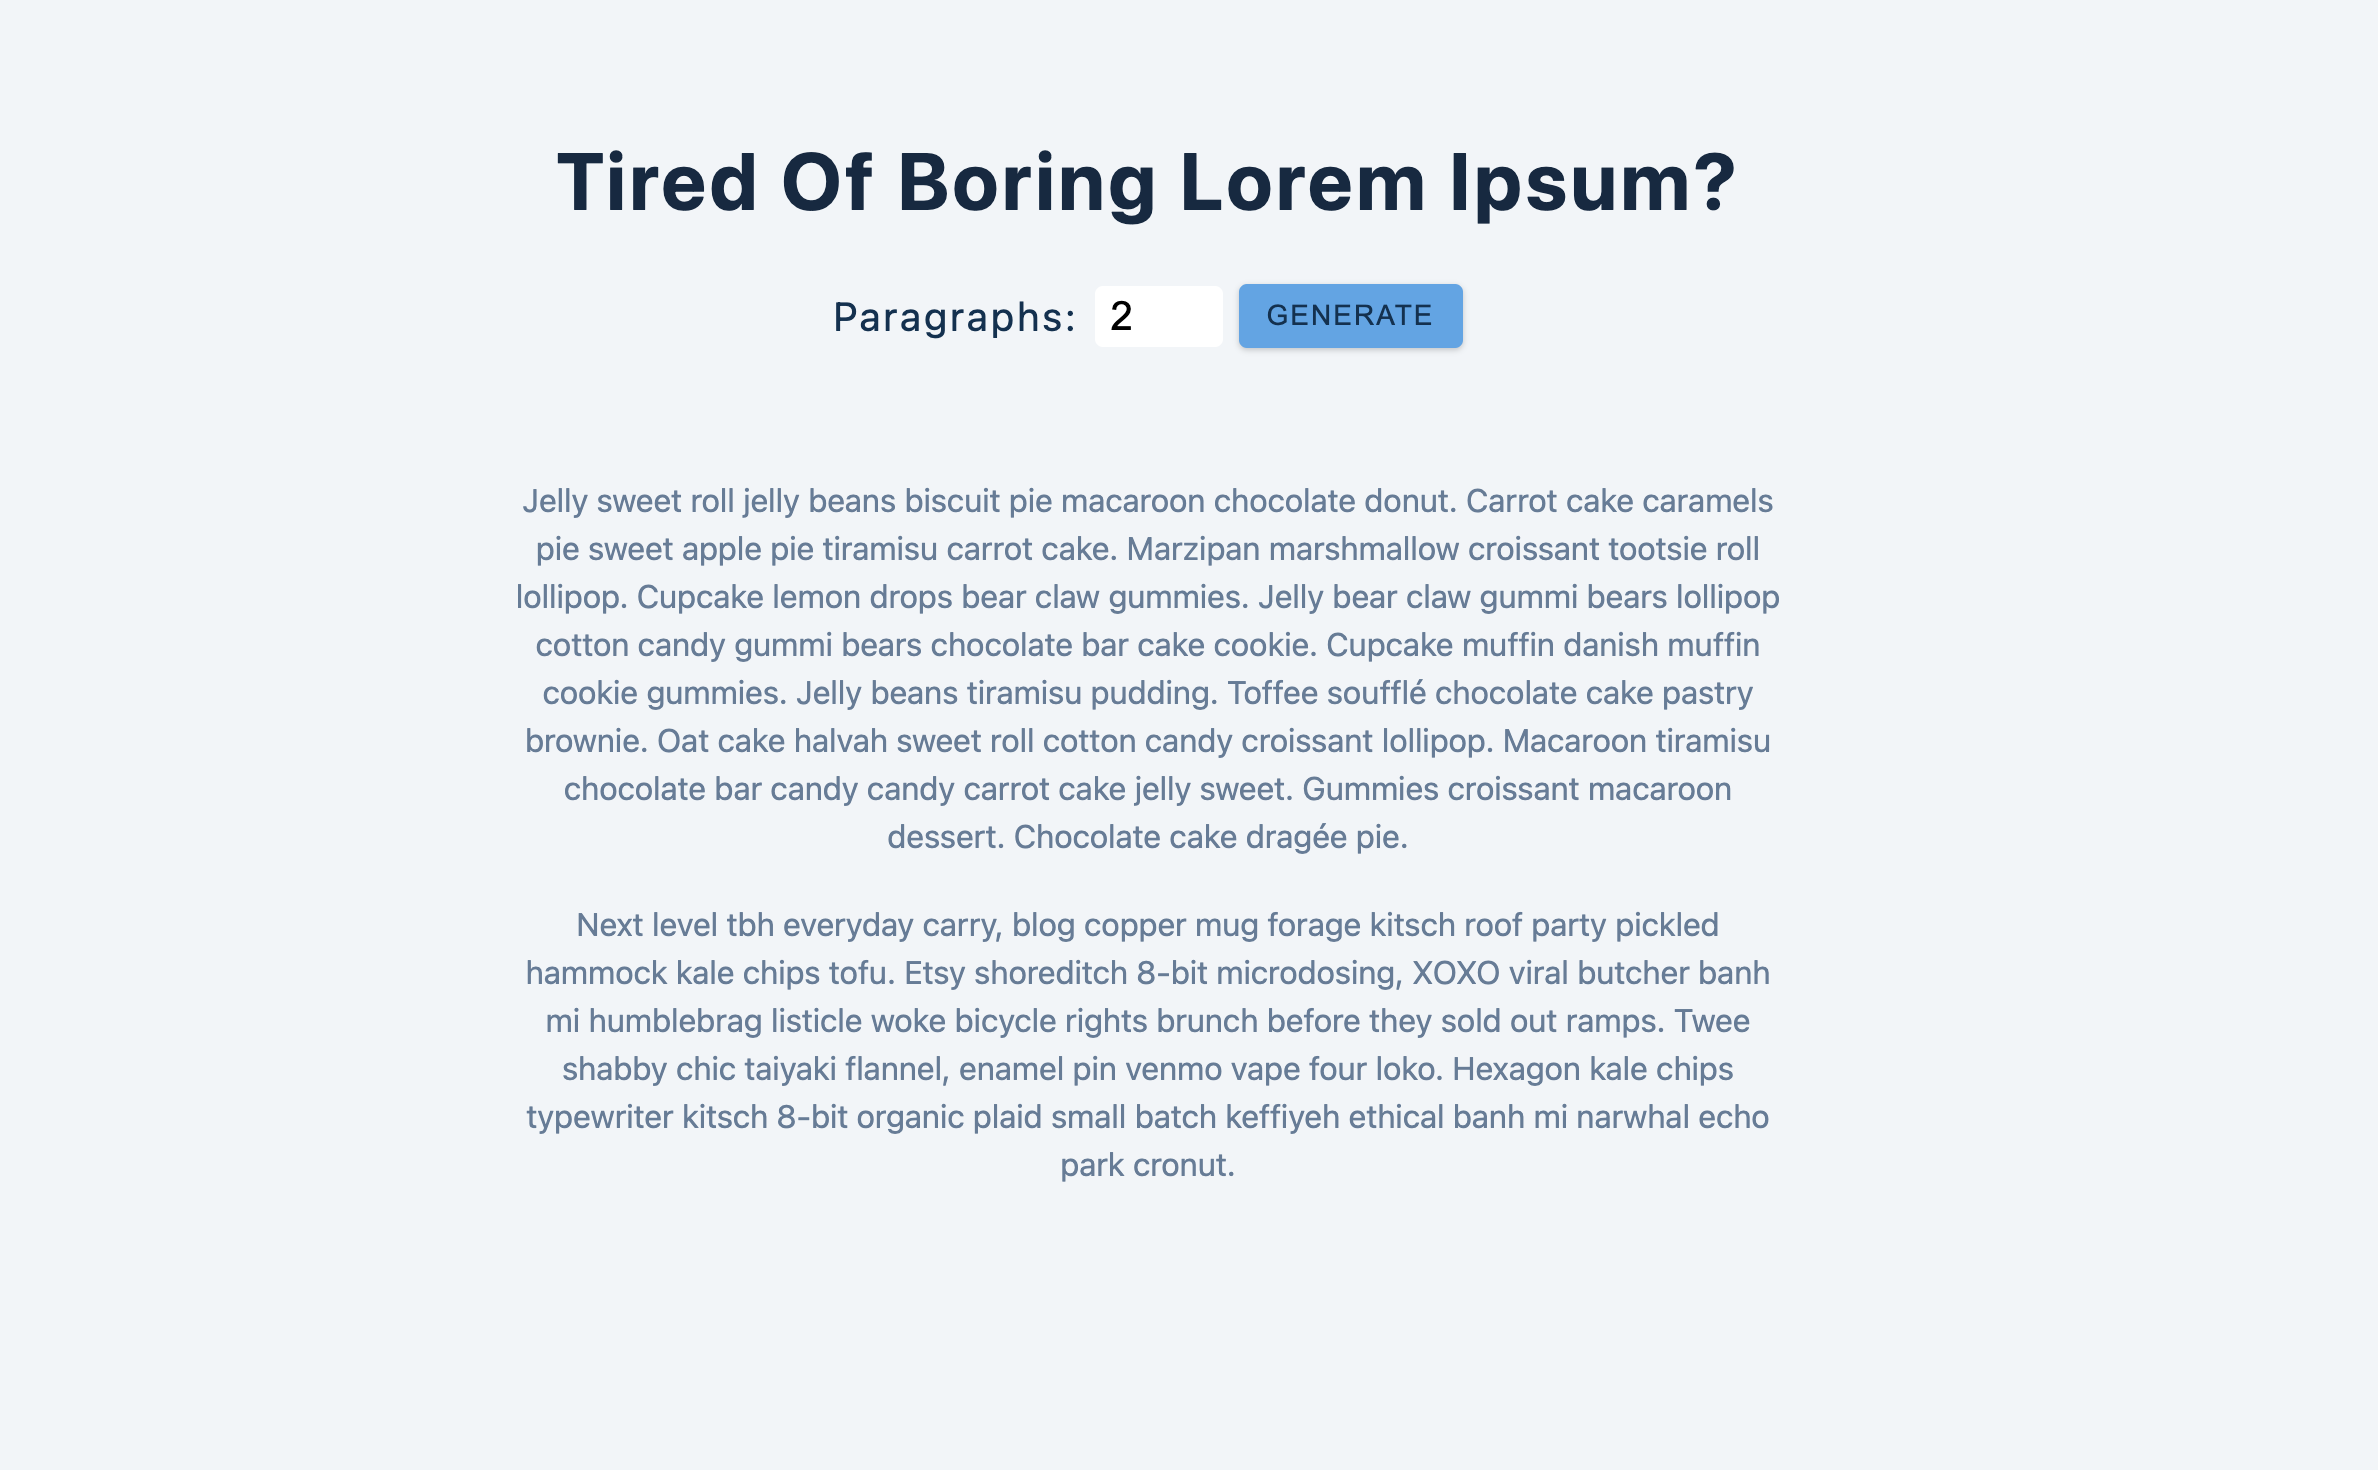 Tired Of Boring Lorem Ipsum?
Paragraphs: 2 GENERATE
Jelly sweet roll jelly beans biscuit pie macaroon chocolate donut. Carrot cake caramels
pie sweet apple pie tiramisu carrot cake. Marzipan marshmallow croissant tootsie roll
lollipop. Cupcake lemon drops bear claw gummies. Jelly bear claw gummi bears lollipop
cotton candy gummi bears chocolate bar cake cookie. Cupcake muffin danish muffin
cookie gummies. Jelly beans tiramisu pudding. Toffee soufflé chocolate cake pastry
brownie. Oat cake halvah sweet roll cotton candy croissant lollipop. Macaroon tiramisu
chocolate bar candy candy carrot cake jelly sweet. Gummies croissant macaroon
dessert. Chocolate cake dragée pie.
Next level tbh everyday carry, blog copper mug forage kitsch roof party pickled
hammock kale chips tofu. Etsy shoreditch 8-bit microdosing, XOXO viral butcher banh
mi humblebrag listicle woke bicycle rights brunch before they sold out ramps. Twee
shabby chic taiyaki flannel, enamel pin venmo vape four loko. Hexagon kale chips
typewriter kitsch 8-bit organic plaid small batch keffiyeh ethical banh mi narwhal echo
park cronut.